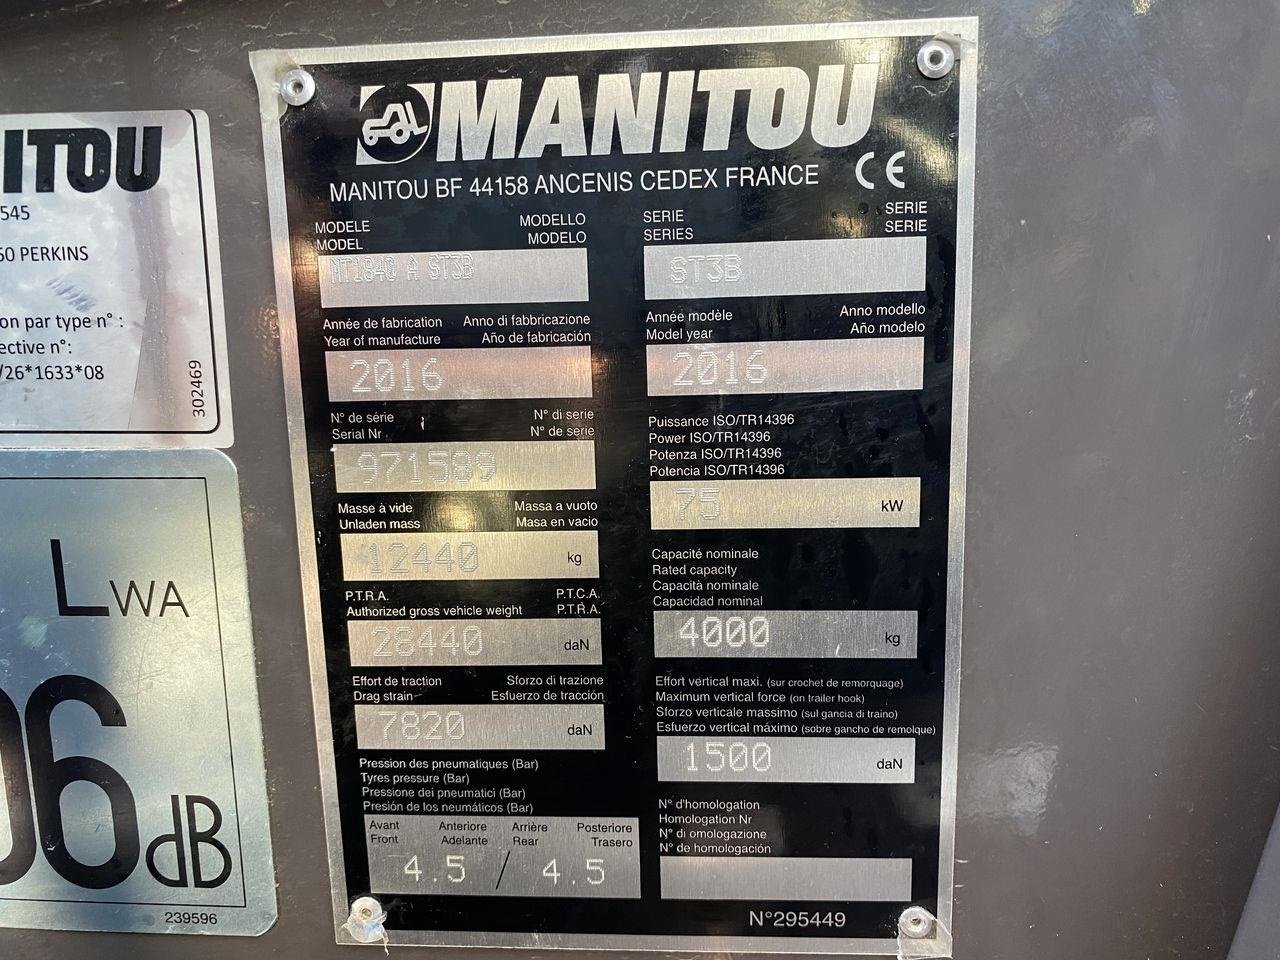 ITOU
545
60 PERKINS
on par type n° :
ective n°:
/26*1633*08
302469
LWA
06 dB
239596
MANITOU
MANITOU BF 44158 ANCENIS CEDEX FRANCE CE
MODELE MODELLO
MODEL MODELO
MT1840 A ST3B
Année de fabrication Anno di fabbricazione
Year of manufacture Año de fabricación
2016
N° de série N° di serie
Serial Nr N° de serie
971589
Masse à vide Massa a vuoto
Unladen mass Masa en vacio
12440 kg
P.T.R.A. P.T.C.A.
Authorized gross vehicle weight P.T.R.A.
28440 daN
Effort de traction Sforzo di trazione
Drag strain Esfuerzo de tracción
7820 daN
Pression des pneumatiques (Bar)
Tyres pressure (Bar)
Pressione dei pneumatici (Bar)
Presión de los neumáticos (Bar)
Avant Anteriore Arrière Posteriore
Front Adelante Rear Trasero
4.5 / 4.5
SERIE SERIE
SERIES SERIE
ST3B
Année modèle Anno modello
Model year Año modelo
2016
Puissance ISO/TR14396
Power ISO/TR14396
Potenza ISO/TR14396
Potencia ISO/TR14396
75 kW
Capacité nominale
Rated capacity
Capacità nominale
Capacidad nominal
4000 kg
Effort vertical maxi. (sur crochet de remorquage)
Maximum vertical force (on trailer hook)
Sforzo verticale massimo (sul gancia di traino)
Esfuerzo vertical máximo (sobre gancho de remolque)
1500 daN
N° d'homologation
Homologation Nr
N° di omologazione
N° de homologación
N°295449